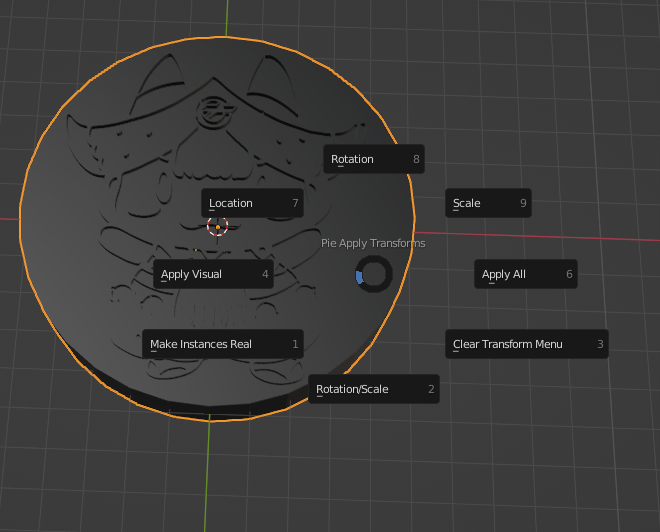 Rotation 8
Location 7
Scale 9
Pie Apply Transforms
Apply Visual 4
Apply All 6
Make Instances Real 1
Clear Transform Menu 3
Rotation/Scale 2